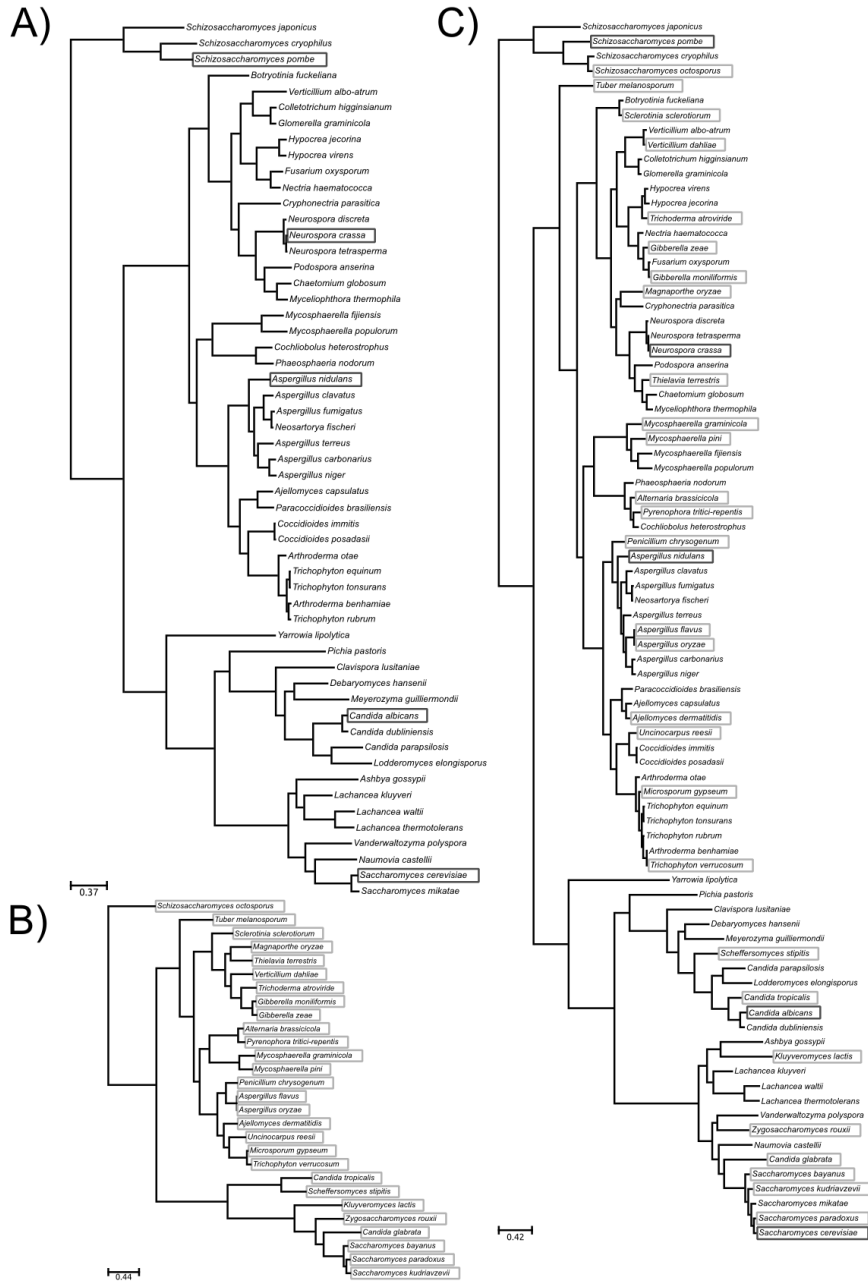 A)
Schizosaccharomyces japonicus
Schizosaccharomyces cryophilus
Schizosaccharomyces pombe
Botryotinia fuckeliana
Verticillium albo-atrum
Colletotrichum higginsianum
Glomerella graminicola
Hypocrea jecorina
Hypocrea virens
Fusarium oxysporum
Nectria haematococca
Cryphonectria parasitica
Neurospora discreta
Neurospora crassa
Neurospora tetrasperma
Podospora anserina
Chaetomium globosum
Myceliophthora thermophila
Mycosphaerella fijiensis
Mycosphaerella populorum
Cochliobolus heterostrophus
Phaeosphaeria nodorum
Aspergillus nidulans
Aspergillus clavatus
Aspergillus fumigatus
Neosartorya fischeri
Aspergillus terreus
Aspergillus carbonarius
Aspergillus niger
Ajellomyces capsulatus
Paracoccidioides brasiliensis
Coccidioides immitis
Coccidioides posadasii
Arthroderma otae
Trichophyton equinum
Trichophyton tonsurans
Arthroderma benhamiae
Trichophyton rubrum
Yarrowia lipolytica
Pichia pastoris
Clavispora lusitaniae
Debaryomyces hansenii
Meyerozyma guilliermondii
Candida albicans
Candida dubliniensis
Candida parapsilosis
Lodderomyces elongisporus
Ashbya gossypii
Lachancea kluyveri
Lachancea waltii
Lachancea thermotolerans
Vanderwaltozyma polyspora
Naumovia castellii
Saccharomyces cerevisiae
Saccharomyces mikatae
0.37
B)
Schizosaccharomyces octosporus
Tuber melanosporum
Sclerotinia sclerotiorum
Magnaporthe oryzae
Thielavia terrestris
Verticillium dahliae
Trichoderma atroviride
Gibberella moniliformis
Gibberella zeae
Alternaria brassicicola
Pyrenophora tritici-repentis
Mycosphaerella graminicola
Mycosphaerella pini
Penicillium chrysogenum
Aspergillus flavus
Aspergillus oryzae
Ajellomyces dermatitidis
Uncinocarpus reesii
Microsporum gypseum
Trichophyton verrucosum
Candida tropicalis
Scheffersomyces stipitis
Kluyveromyces lactis
Zygosaccharomyces rouxii
Candida glabrata
Saccharomyces bayanus
Saccharomyces paradoxus
Saccharomyces kudriavzevii
0.44
C)
Schizosaccharomyces japonicus
Schizosaccharomyces pombe
Schizosaccharomyces cryophilus
Schizosaccharomyces octosporus
Tuber melanosporum
Botryotinia fuckeliana
Sclerotinia sclerotiorum
Verticillium albo-atrum
Verticillium dahliae
Colletotrichum higginsianum
Glomerella graminicola
Hypocrea virens
Hypocrea jecorina
Trichoderma atroviride
Nectria haematococca
Gibberella zeae
Fusarium oxysporum
Gibberella moniliformis
Magnaporthe oryzae
Cryphonectria parasitica
Neurospora discreta
Neurospora tetrasperma
Neurospora crassa
Podospora anserina
Thielavia terrestris
Chaetomium globosum
Myceliophthora thermophila
Mycosphaerella graminicola
Mycosphaerella pini
Mycosphaerella fijiensis
Mycosphaerella populorum
Phaeosphaeria nodorum
Alternaria brassicicola
Pyrenophora tritici-repentis
Cochliobolus heterostrophus
Penicillium chrysogenum
Aspergillus nidulans
Aspergillus clavatus
Aspergillus fumigatus
Neosartorya fischeri
Aspergillus terreus
Aspergillus flavus
Aspergillus oryzae
Aspergillus carbonarius
Aspergillus niger
Paracoccidioides brasiliensis
Ajellomyces capsulatus
Ajellomyces dermatitidis
Uncinocarpus reesii
Coccidioides immitis
Coccidioides posadasii
Arthroderma otae
Microsporum gypseum
Trichophyton equinum
Trichophyton tonsurans
Trichophyton rubrum
Arthroderma benhamiae
Trichophyton verrucosum
Yarrowia lipolytica
Pichia pastoris
Clavispora lusitaniae
Debaryomyces hansenii
Meyerozyma guilliermondii
Scheffersomyces stipitis
Candida parapsilosis
Lodderomyces elongisporus
Candida tropicalis
Candida albicans
Candida dubliniensis
Ashbya gossypii
Kluyveromyces lactis
Lachancea kluyveri
Lachancea waltii
Lachancea thermotolerans
Vanderwaltozyma polyspora
Zygosaccharomyces rouxii
Naumovia castellii
Candida glabrata
Saccharomyces bayanus
Saccharomyces kudriavzevii
Saccharomyces mikatae
Saccharomyces paradoxus
Saccharomyces cerevisiae
0.42